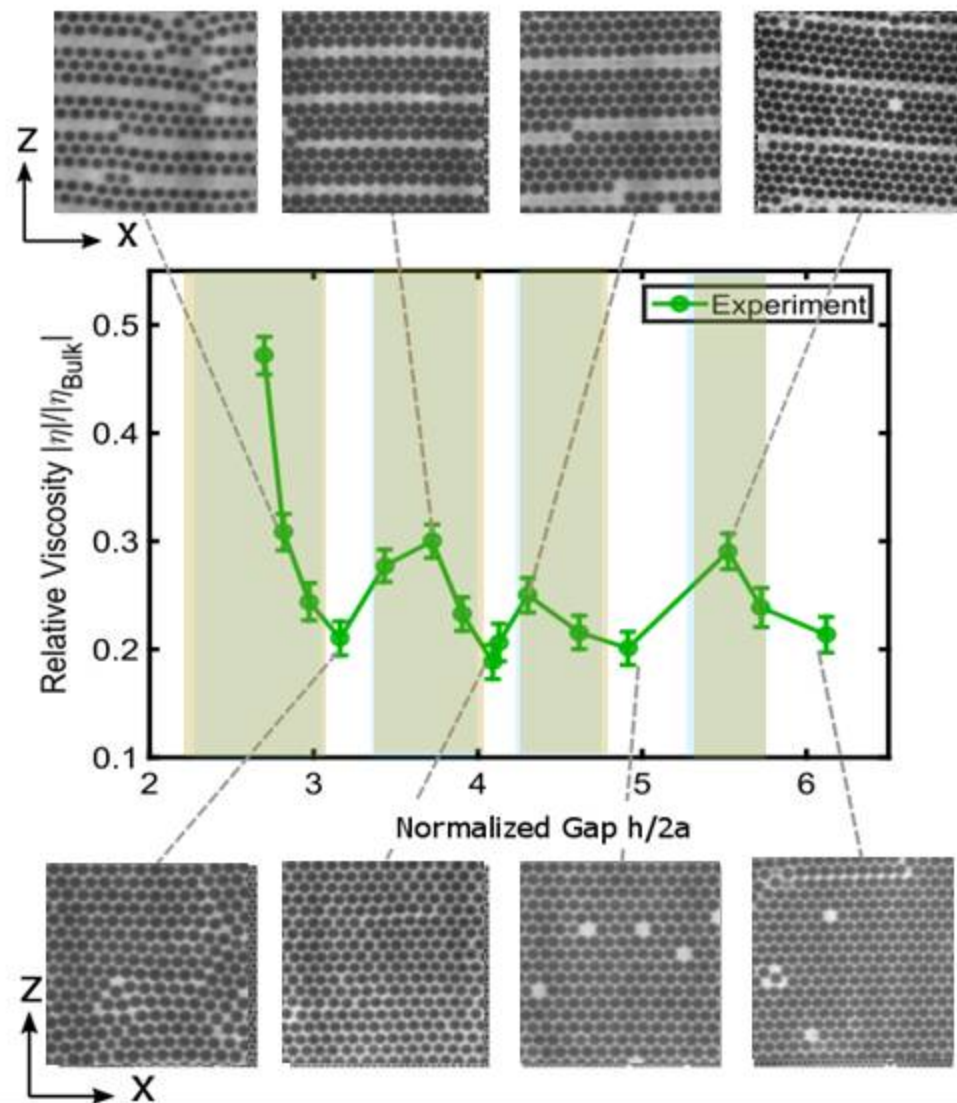 Z
X
Relative Viscosity |η|/|η_Bulk|
0.5
0.4
0.3
0.2
0.1
Experiment
2
3
4
5
6
Normalized Gap h/2a
Z
X